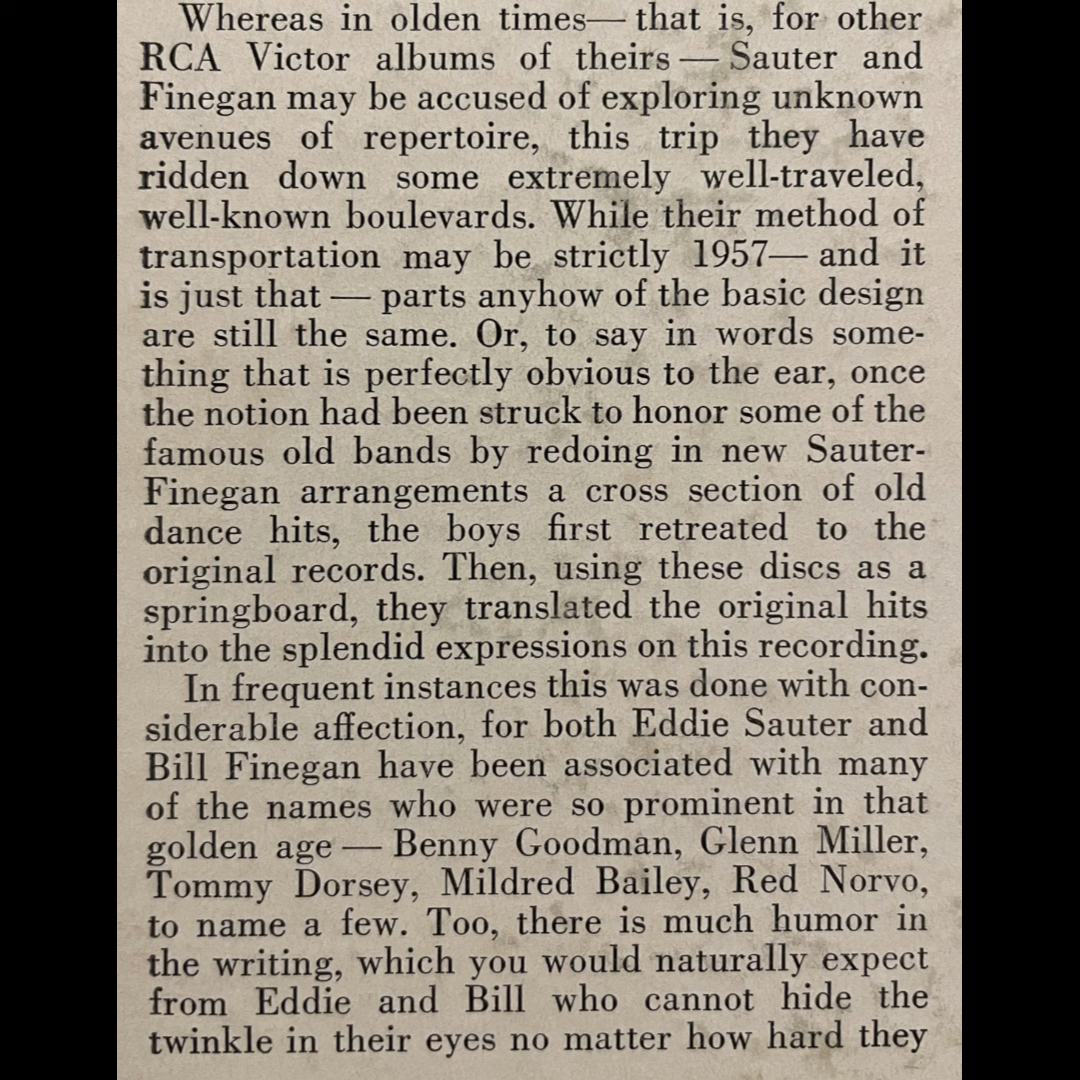 Whereas in olden times— that is, for other
RCA Victor albums of theirs — Sauter and
Finegan may be accused of exploring unknown
avenues of repertoire, this trip they have
ridden down some extremely well-traveled,
well-known boulevards. While their method of
transportation may be strictly 1957— and it
is just that — parts anyhow of the basic design
are still the same. Or, to say in words some-
thing that is perfectly obvious to the ear, once
the notion had been struck to honor some of the
famous old bands by redoing in new Sauter-
Finegan arrangements a cross section of old
dance hits, the boys first retreated to the
original records. Then, using these discs as a
springboard, they translated the original hits
into the splendid expressions on this recording.
In frequent instances this was done with con-
siderable affection, for both Eddie Sauter and
Bill Finegan have been associated with many
of the names who were so prominent in that
golden age — Benny Goodman, Glenn Miller,
Tommy Dorsey, Mildred Bailey, Red Norvo,
to name a few. Too, there is much humor in
the writing, which you would naturally expect
from Eddie and Bill who cannot hide the
twinkle in their eyes no matter how hard they